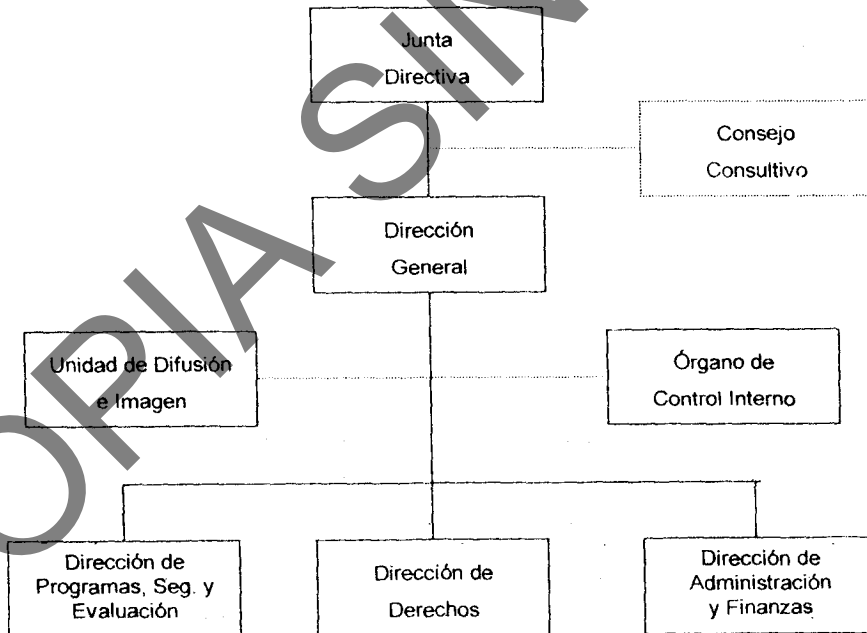 Junta
Directiva
Consejo
Consultivo
Dirección
General
Unidad de Difusión
e Imagen
Órgano de
Control Interno
Dirección de
Programas, Seg. y
Evaluación
Dirección de
Derechos
Dirección de
Administración
y Finanzas
OPIA SIN